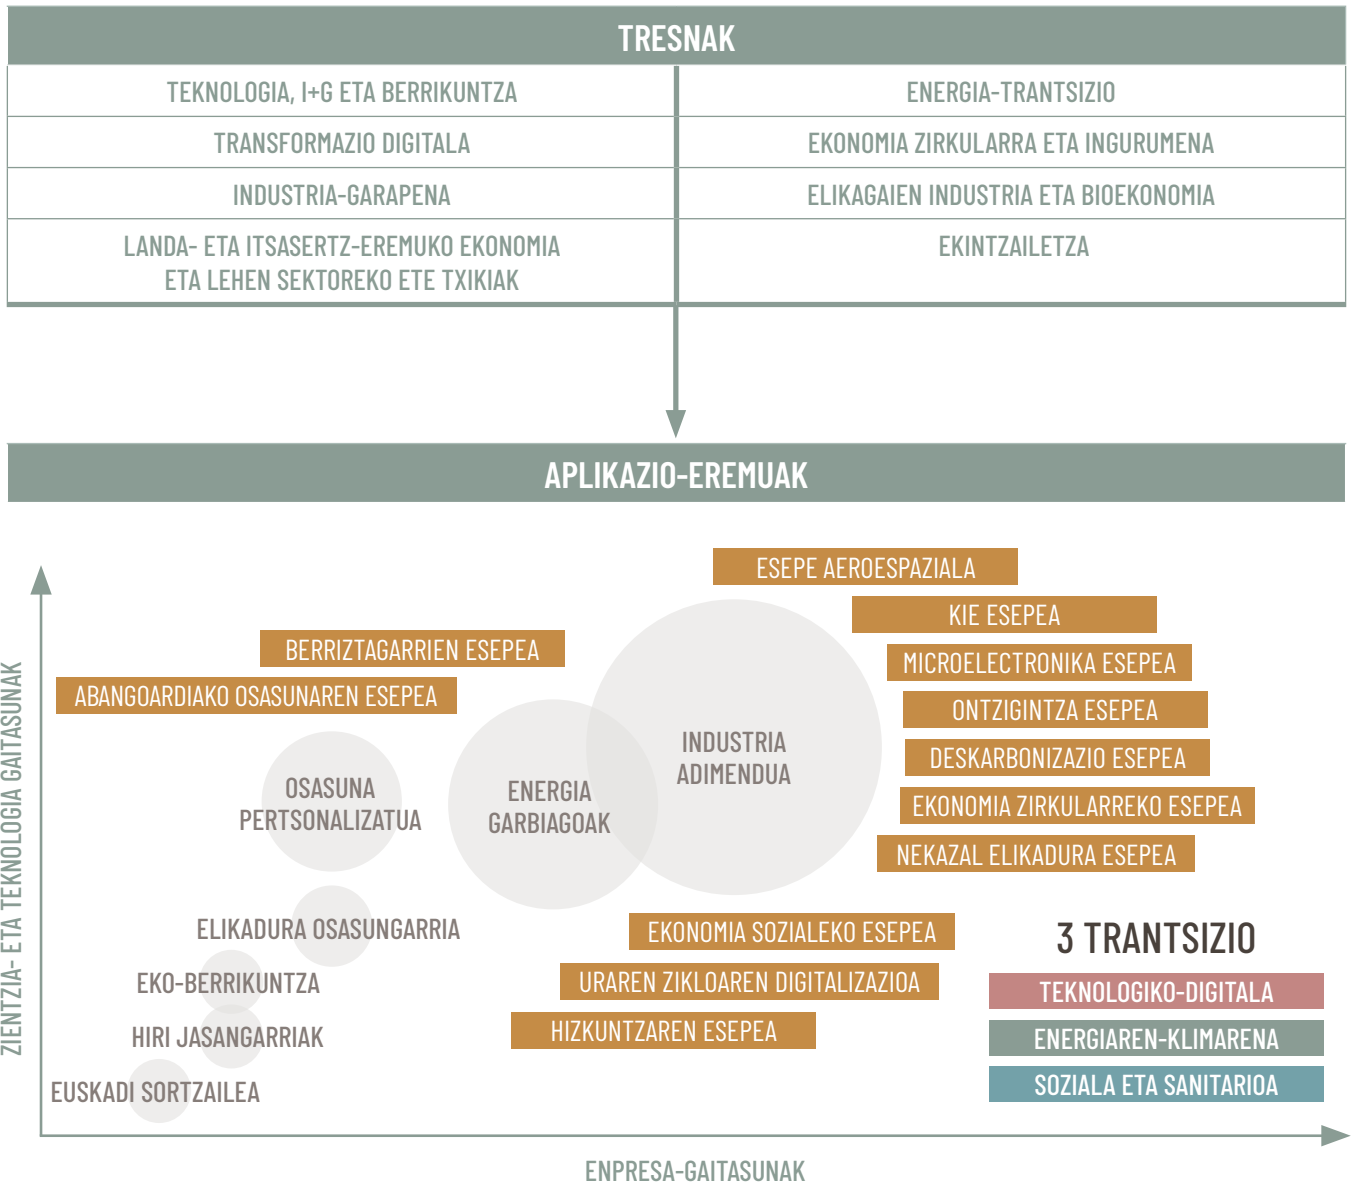 TRESNAK
TEKNOLOGIA, I+G ETA BERRIKUNTZA
ENERGIA-TRANTSIZIO
TRANSFORMAZIO DIGITALA
EKONOMIA ZIRKULARRA ETA INGURUMENA
INDUSTRIA-GARAPENA
ELIKAGAIEN INDUSTRIA ETA BIOEKONOMIA
LANDA- ETA ITSASERTZ-EREMUKO EKONOMIA
ETA LEHEN SEKTOREKO ETE TXIKIAK
EKINTZAILETZA
APLIKAZIO-EREMUAK
ZIENTZIA- ETA TEKNOLOGIA GAITASUNAK
ESEPE AEROESPAZIALA
KIE ESEPEA
BERRIZTAGARRIEN ESEPEA
MICROELECTRONIKA ESEPEA
ABANGOARDIAKO OSASUNAREN ESEPEA
ONTZIGINTZA ESEPEA
INDUSTRIA
ADIMENDUA
DESKARBONIZAZIO ESEPEA
OSASUNA
PERTSONALIZATUA
ENERGIA
GARBIAGOAK
EKONOMIA ZIRKULARREKO ESEPEA
NEKAZAL ELIKADURA ESEPEA
ELIKADURA OSASUNGARRIA
EKONOMIA SOZIALEKO ESEPEA
3 TRANTSIZIO
EKO-BERRIKUNTZA
URAREN ZIKLOAREN DIGITALIZAZIOA
TEKNOLOGIKO-DIGITALA
HIRI JASANGARRIAK
HIZKUNTZAREN ESEPEA
ENERGIAREN-KLIMARENA
EUSKADI SORTZAILEA
SOZIALA ETA SANITARIOA
ENPRESA-GAITASUNAK